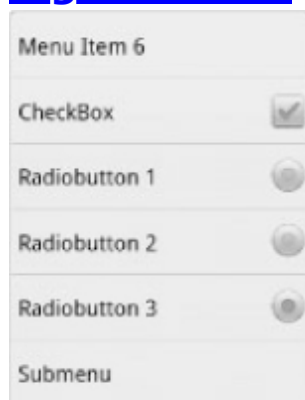 Menu Item 6
CheckBox
Radiobutton 1
Radiobutton 2
Radiobutton 3
Submenu